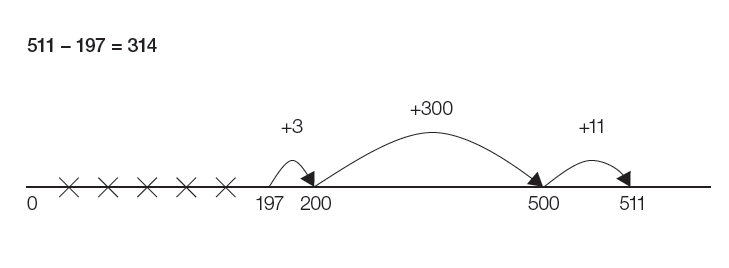 511 – 197 = 314
+3 +300 +11
0 197 200 500 511